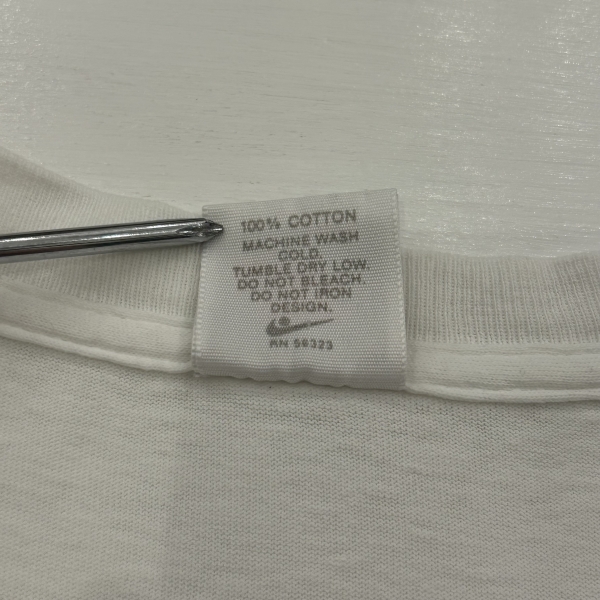 100% COTTON
MACHINE WASH
COLD.
TUMBLE DRY LOW.
DO NOT BLEACH.
DO NOT IRON
DESIGN.
RN 56323